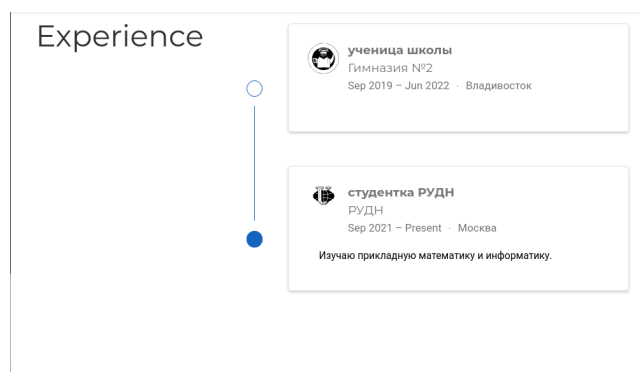 Experience
ученица школы
Гимназия №2
Sep 2019 – Jun 2022 · Владивосток
студентка РУДН
РУДН
Sep 2021 – Present · Москва
Изучаю прикладную математику и информатику.